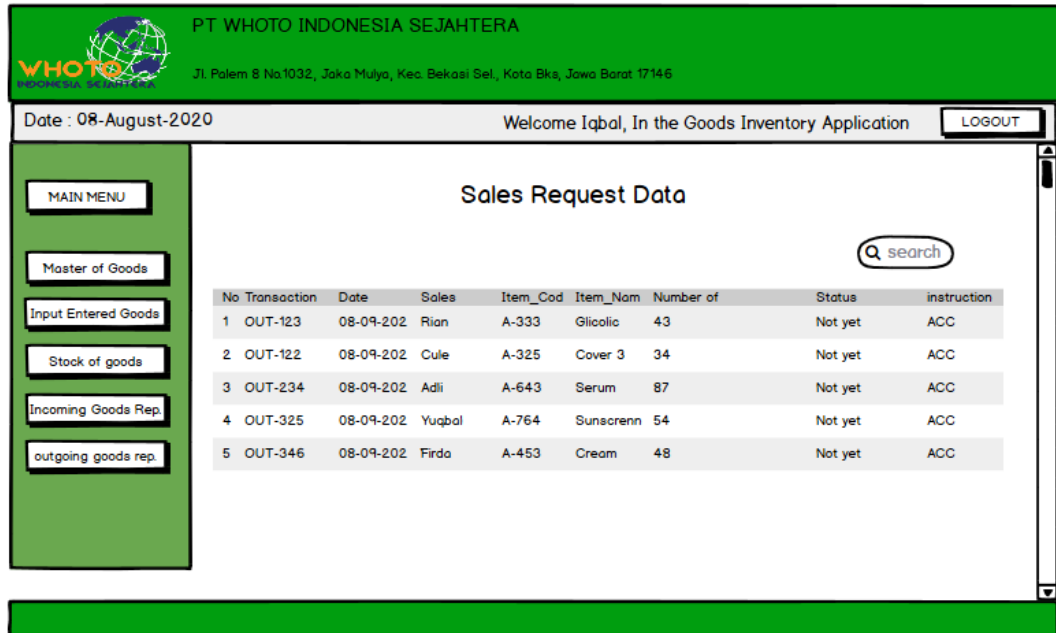 PT WHOTO INDONESIA SEJAHTERA
WHOTO
INDONESIA SEJAHTERA
Jl. Palem 8 No.1032, Jaka Mulya, Kec. Bekasi Sel., Kota Bks, Jawa Barat 17146
Date : 08-August-2020 Welcome Iqbal, In the Goods Inventory Application LOGOUT
MAIN MENU
Master of Goods
Input Entered Goods
Stock of goods
Incoming Goods Rep.
outgoing goods rep.
Sales Request Data
search
No Transaction Date Sales Item_Cod Item_Nam Number of Status instruction
1 OUT-123 08-09-202 Rian A-333 Glicolic 43 Not yet ACC
2 OUT-122 08-09-202 Cule A-325 Cover 3 34 Not yet ACC
3 OUT-234 08-09-202 Adli A-643 Serum 87 Not yet ACC
4 OUT-325 08-09-202 Yuqbal A-764 Sunscrenn 54 Not yet ACC
5 OUT-346 08-09-202 Firda A-453 Cream 48 Not yet ACC